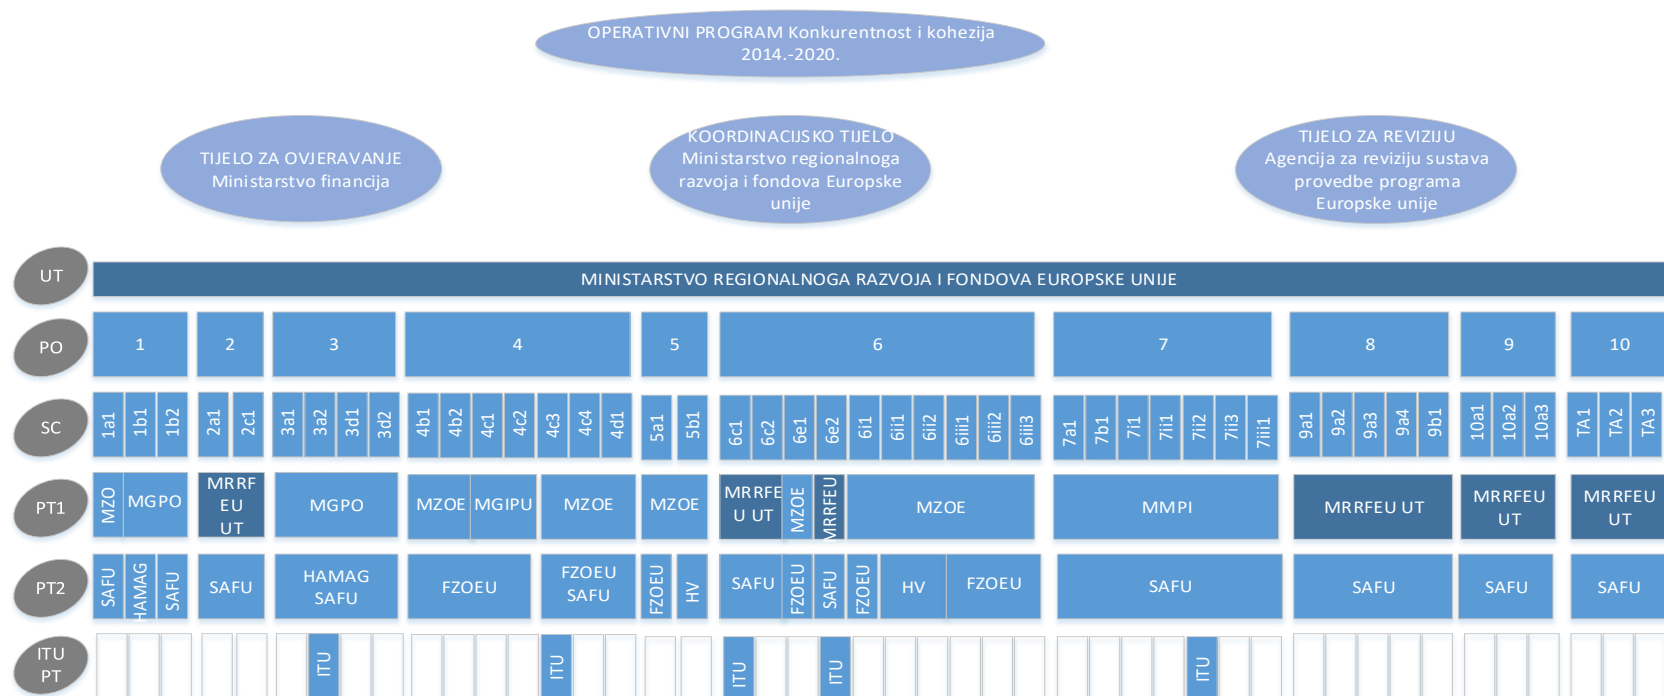 OPERATIVNI PROGRAM Konkurentnost i kohezija
2014.-2020.
TIJELO ZA OVJERAVANJE
Ministarstvo financija
KOORDINACIJSKO TIJELO
Ministarstvo regionalnoga
razvoja i fondova Europske
unije
TIJELO ZA REVIZIJU
Agencija za reviziju sustava
provedbe programa
Europske unije
UT
MINISTARSTVO REGIONALNOGA RAZVOJA I FONDOVA EUROPSKE UNIJE
PO
1
2
3
4
5
6
7
8
9
10
SC
1a1
1b1
1b2
2a1
2c1
3a1
3a2
3d1
3d2
4b1
4b2
4c1
4c2
4c3
4c4
4d1
5a1
5b1
6c1
6c2
6e1
6e2
6i1
6ii1
6ii2
6iii1
6iii2
6iii3
7a1
7b1
7i1
7ii1
7ii2
7ii3
7iii1
9a1
9a2
9a3
9a4
9b1
10a1
10a2
10a3
TA1
TA2
TA3
PT1
MZO
MGPO
MRRF
EU
UT
MGPO
MZOE
MGIPU
MZOE
MZOE
MRRFE
U UT
MZOE
MRRFEU
MZOE
MMPI
MRRFEU UT
MRRFEU
UT
MRRFEU
UT
PT2
SAFU
HAMAG
SAFU
SAFU
HAMAG
SAFU
FZOEU
FZOEU
SAFU
FZOEU
HV
SAFU
FZOEU
SAFU
FZOEU
HV
FZOEU
SAFU
SAFU
SAFU
SAFU
ITU
PT
ITU
ITU
ITU
ITU
ITU